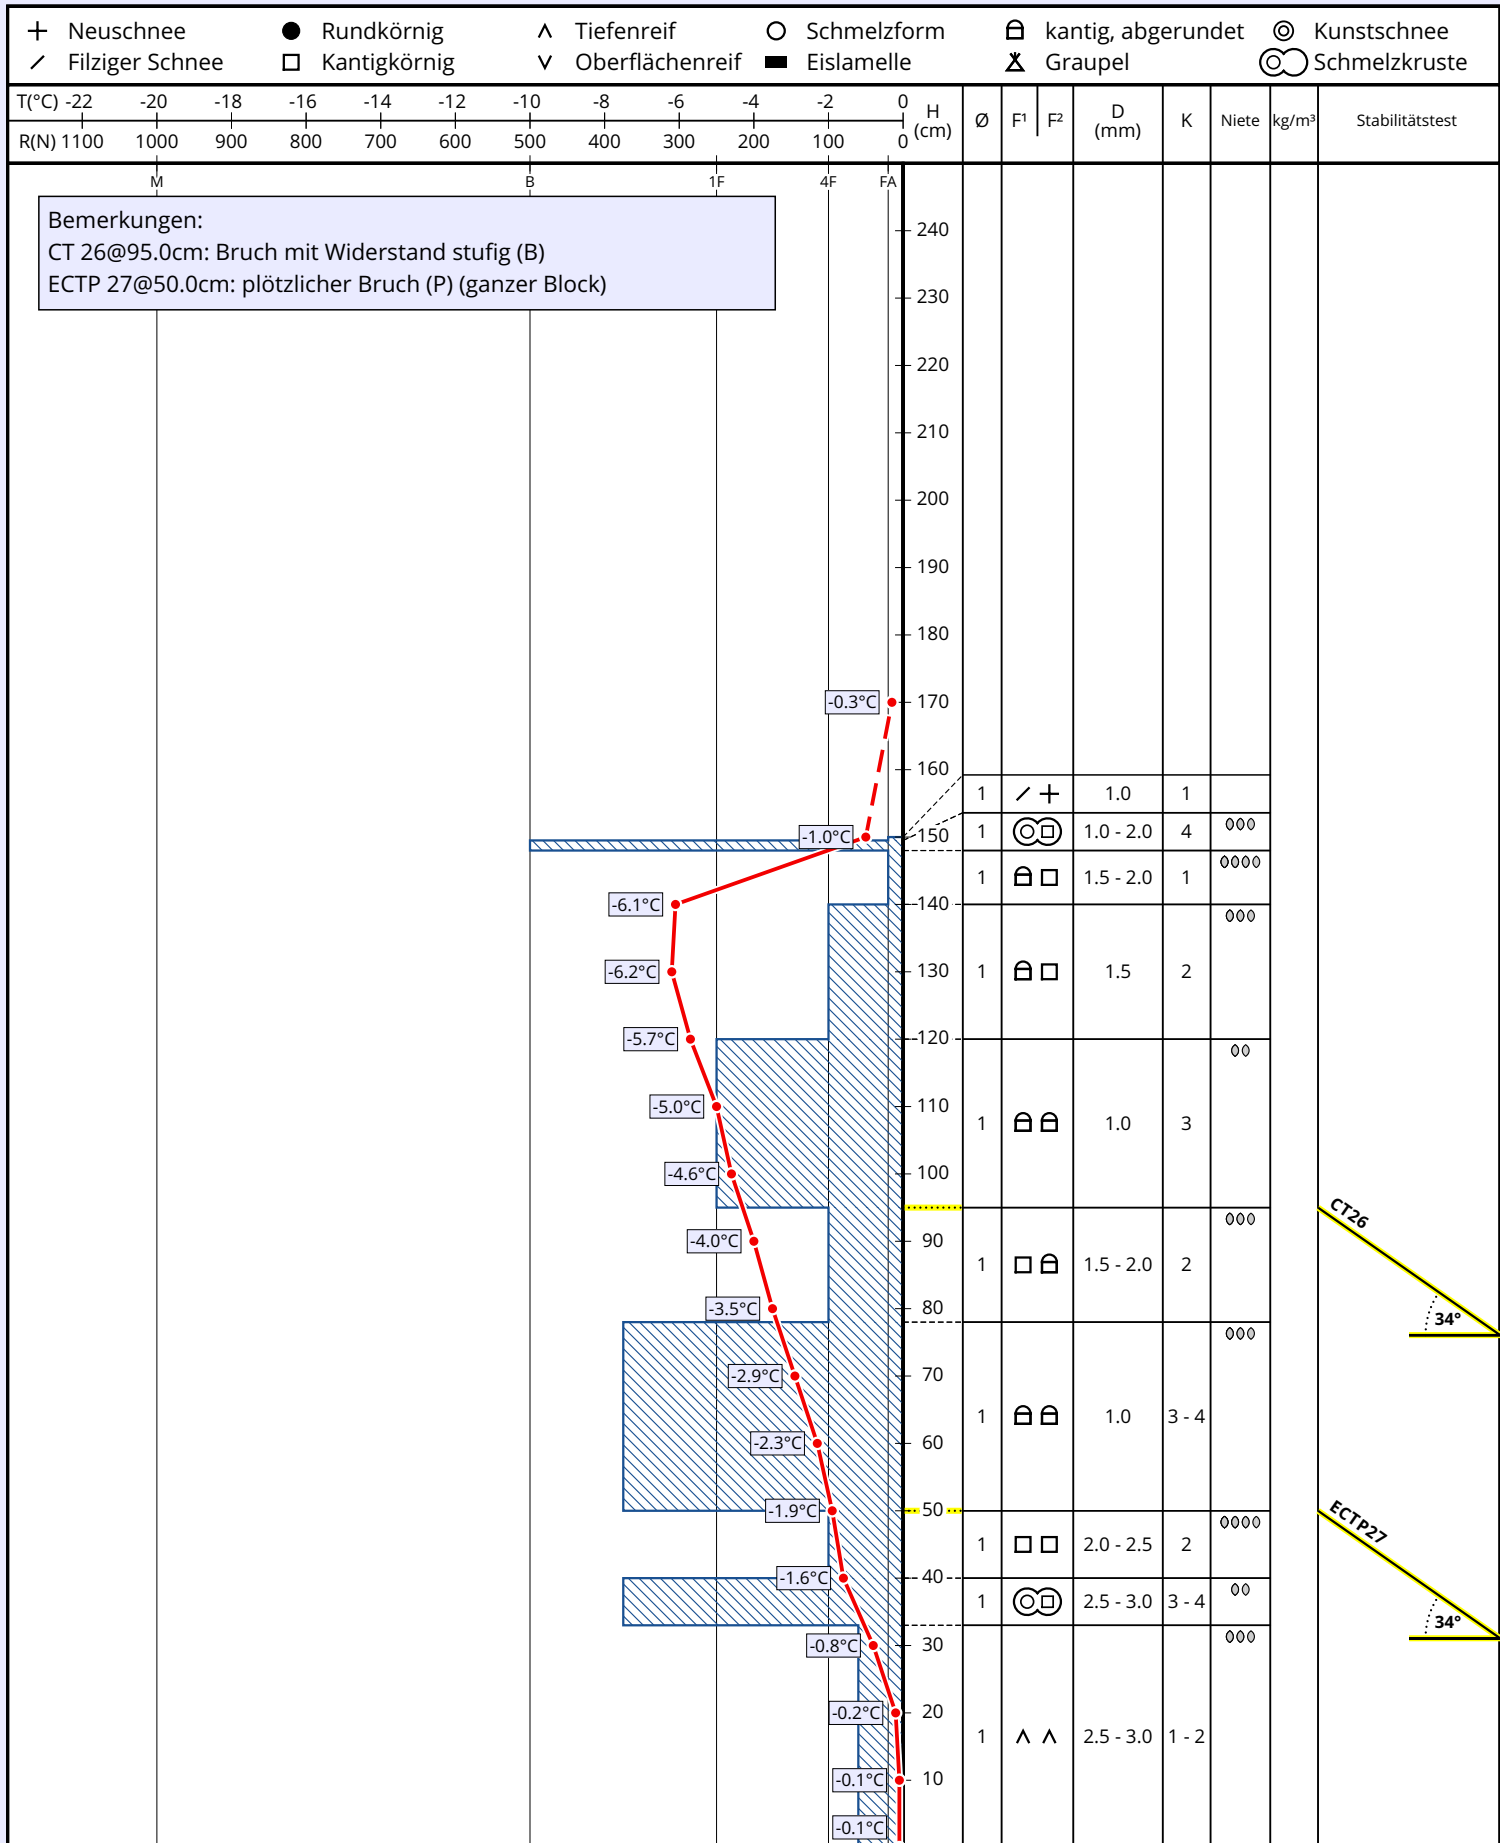 Neuschnee Rundkörnig Tiefenreif Schmelzform kantig, abgerundet Kunstschnee
Filziger Schnee Kantigkörnig Oberflächenreif Eislamelle Graupel Schmelzkruste
T(°C) -22 -20 -18 -16 -14 -12 -10 -8 -6 -4 -2 0
R(N) 1100 1000 900 800 700 600 500 400 300 200 100 0
H (cm) Ø F¹ F² D (mm) K Niete kg/m³ Stabilitätstest
M B 1F 4F FA
Bemerkungen:
CT 26@95.0cm: Bruch mit Widerstand stufig (B)
ECTP 27@50.0cm: plötzlicher Bruch (P) (ganzer Block)
240
230
220
210
200
190
180
-0.3°C 170
160
1 1.0 1
-1.0°C 150 1 1.0 - 2.0 4
1 1.5 - 2.0 1
-6.1°C 140
-6.2°C 130 1 1.5 2
-5.7°C 120
-5.0°C 110 1 1.0 3
-4.6°C 100
CT26
-4.0°C 90 1 1.5 - 2.0 2
-3.5°C 80 34°
-2.9°C 70
1 1.0 3 - 4
-2.3°C 60
-1.9°C 50 ECTP27
1 2.0 - 2.5 2
-1.6°C 40
1 2.5 - 3.0 3 - 4
-0.8°C 30 34°
-0.2°C 20
1 2.5 - 3.0 1 - 2
-0.1°C 10
-0.1°C